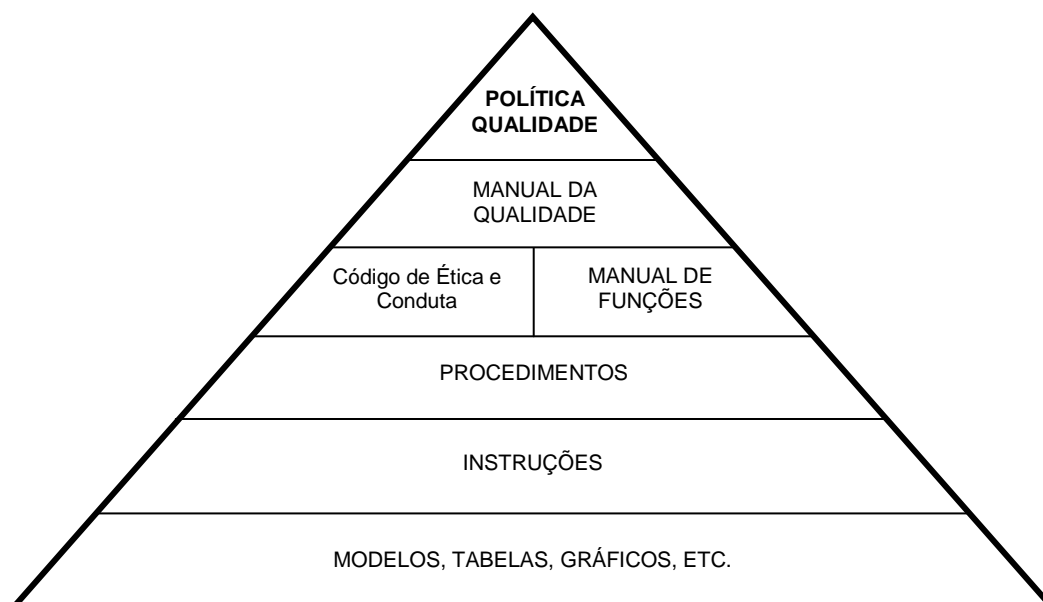 POLÍTICA
QUALIDADE
MANUAL DA
QUALIDADE
Código de Ética e
Conduta
MANUAL DE
FUNÇÕES
PROCEDIMENTOS
INSTRUÇÕES
MODELOS, TABELAS, GRÁFICOS, ETC.